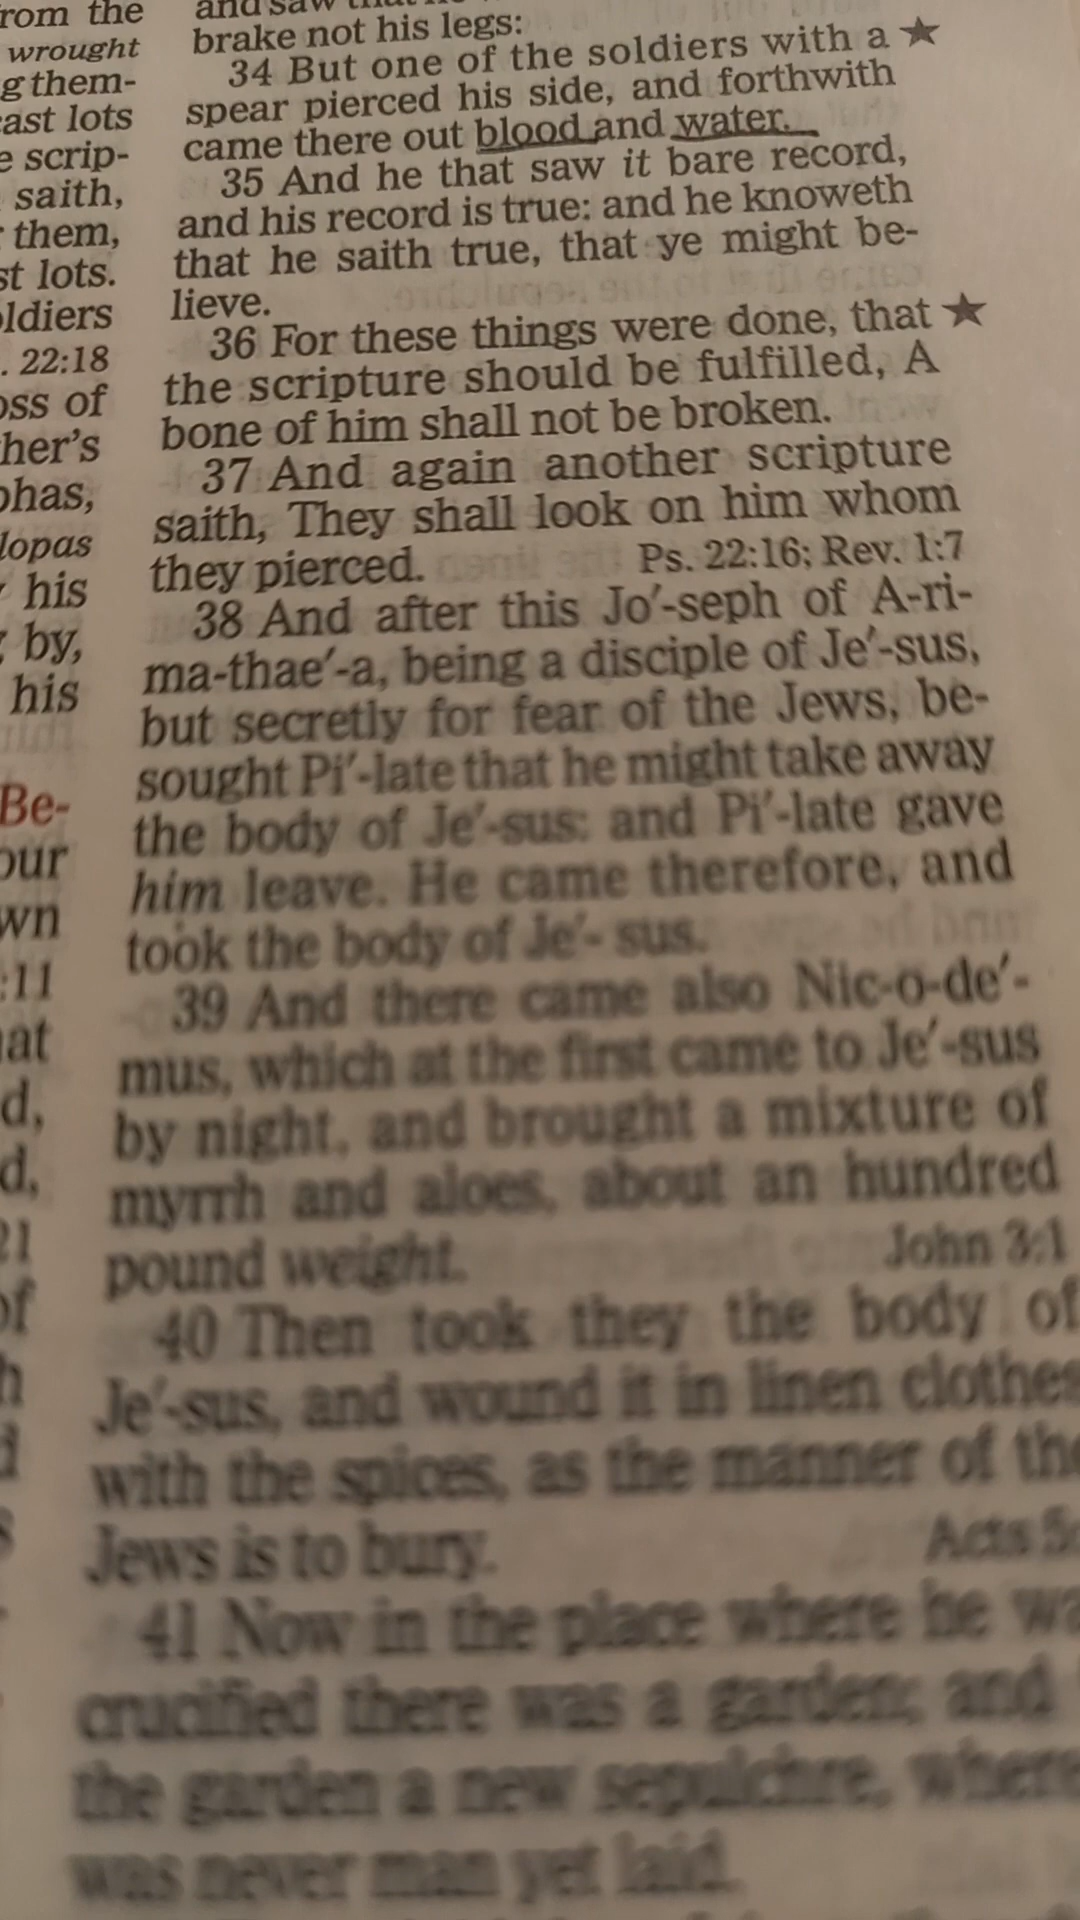 rom the
wrought
g them-
ast lots
e scrip-
saith,
them,
st lots.
ldiers
. 22:18
oss of
her's
phas,
lopas
his
by,
his
Be-
our
wn
:11
at
d,
d,
21
of
h
d
s
and saw that
brake not his legs:
34 But one of the soldiers with a ★
spear pierced his side, and forthwith
came there out blood and water.
35 And he that saw it bare record,
and his record is true: and he knoweth
that he saith true, that ye might be-
lieve.
36 For these things were done, that ★
the scripture should be fulfilled, A
bone of him shall not be broken.
37 And again another scripture
saith, They shall look on him whom
they pierced. Ps. 22:16; Rev. 1:7
38 And after this Jo′-seph of A-ri-
ma-thae′-a, being a disciple of Je′-sus,
but secretly for fear of the Jews, be-
sought Pi′-late that he might take away
the body of Je′-sus: and Pi′-late gave
him leave. He came therefore, and
took the body of Je′- sus.
39 And there came also Nic-o-de′-
mus, which at the first came to Je′-sus
by night, and brought a mixture of
myrrh and aloes, about an hundred
pound weight. John 3:1
40 Then took they the body of
Je′-sus, and wound it in linen clothes
with the spices, as the manner of the
Jews is to bury. Acts 5:
41 Now in the place where he wa
crucified there was a garden; and
the garden a new sepulchre, where
was never man yet laid.